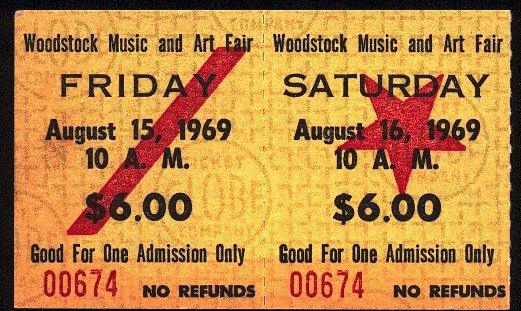 Woodstock Music and Art Fair
FRIDAY
August 15, 1969
10 A. M.
$6.00
Good For One Admission Only
00674 NO REFUNDS
Woodstock Music and Art Fair
SATURDAY
August 16, 1969
10 A. M.
$6.00
Good For One Admission Only
00674 NO REFUNDS
GLOBE